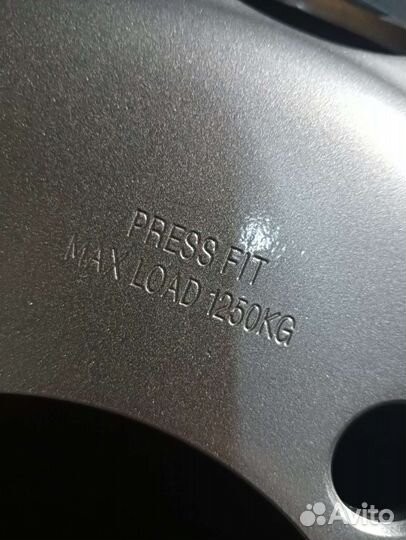 PRESS FIT
MAX LOAD 1250KG
Avito